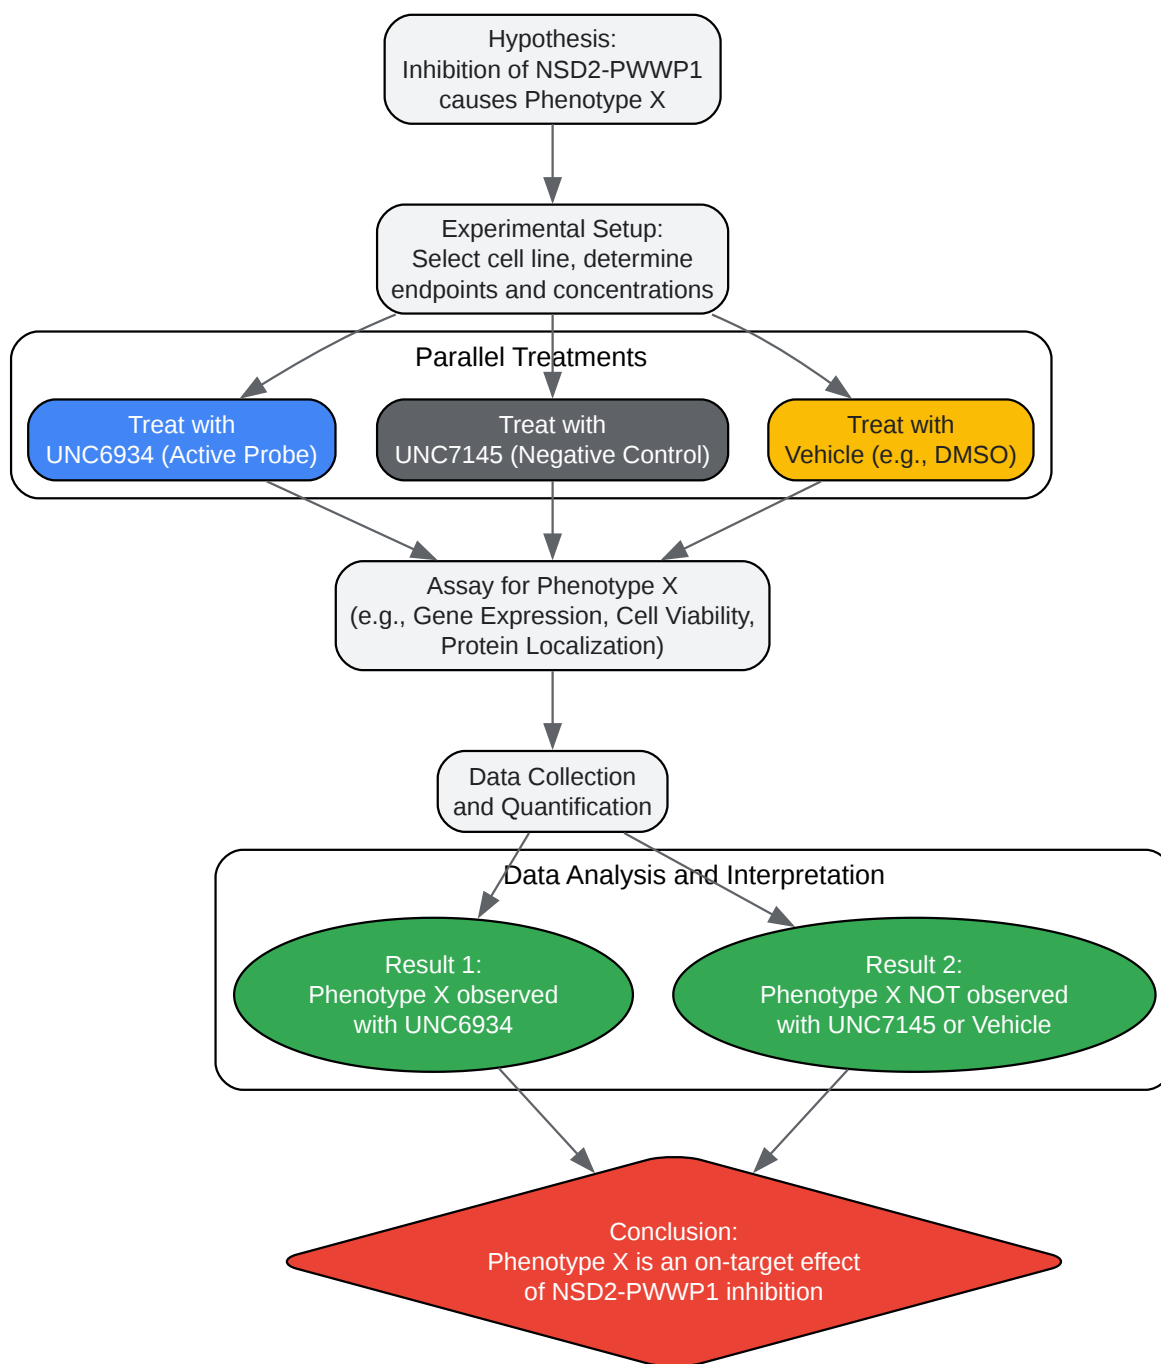 Hypothesis:
Inhibition of NSD2-PWWP1
causes Phenotype X
Experimental Setup:
Select cell line, determine
endpoints and concentrations
Parallel Treatments
Treat with
UNC6934 (Active Probe)
Treat with
UNC7145 (Negative Control)
Treat with
Vehicle (e.g., DMSO)
Assay for Phenotype X
(e.g., Gene Expression, Cell Viability,
Protein Localization)
Data Collection
and Quantification
Data Analysis and Interpretation
Result 1:
Phenotype X observed
with UNC6934
Result 2:
Phenotype X NOT observed
with UNC7145 or Vehicle
Conclusion:
Phenotype X is an on-target effect
of NSD2-PWWP1 inhibition